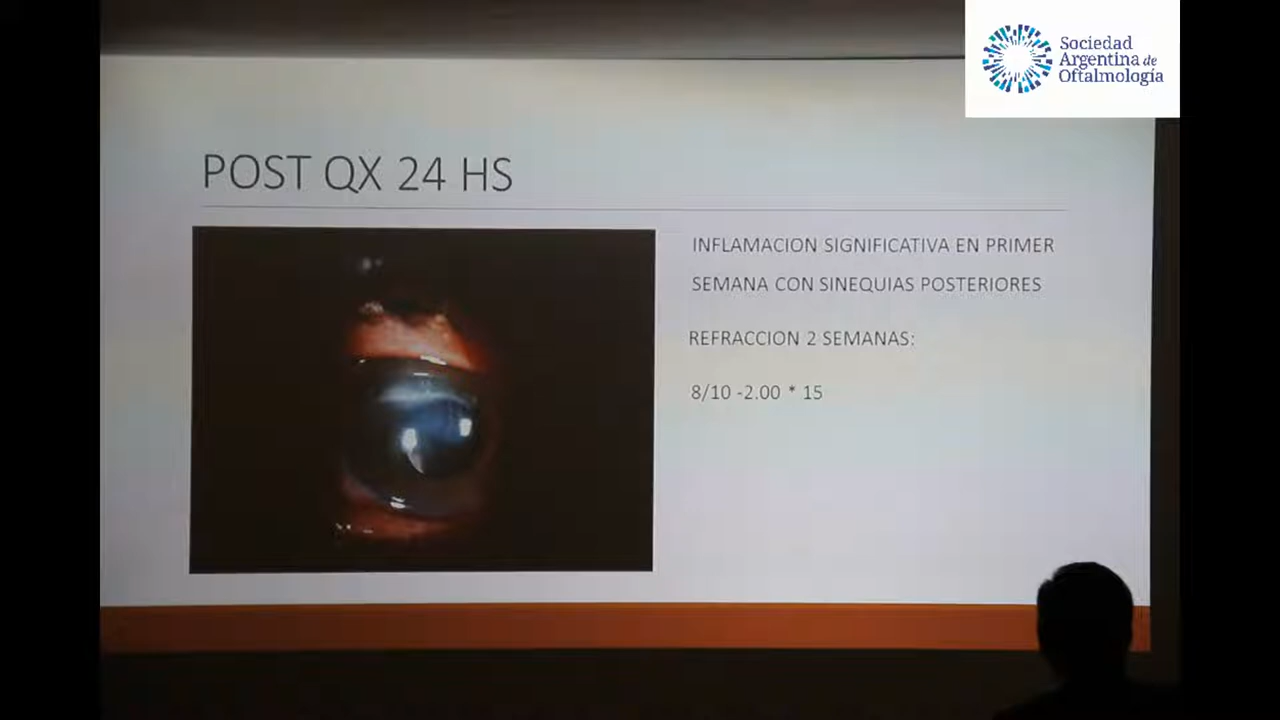 Sociedad
Argentina de
Oftalmología
POST QX 24 HS
INFLAMACION SIGNIFICATIVA EN PRIMER
SEMANA CON SINEQUIAS POSTERIORES
REFRACCION 2 SEMANAS:
8/10 -2.00 * 15